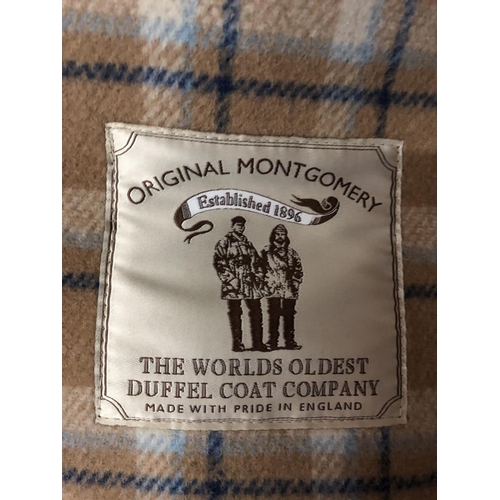 ORIGINAL MONTGOMERY
Established 1896
THE WORLDS OLDEST
DUFFEL COAT COMPANY
MADE WITH PRIDE IN ENGLAND